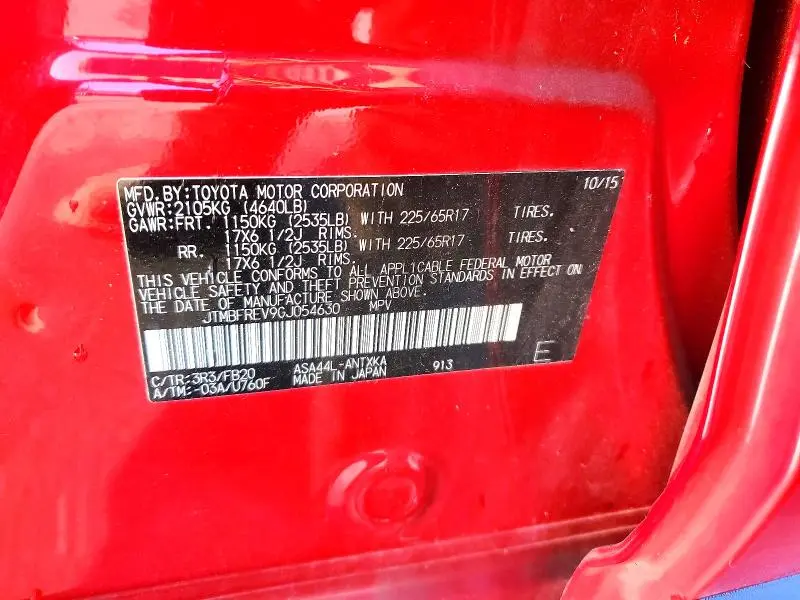 MFD. BY:TOYOTA MOTOR CORPORATION 10/15
GVWR:2105KG (4640LB)
GAWR:FRT. 1150KG (2535LB) WITH 225/65R17 TIRES.
17X6 1/2J RIMS.
RR. 1150KG (2535LB) WITH 225/65R17 TIRES.
17X6 1/2J RIMS.
THIS VEHICLE CONFORMS TO ALL APPLICABLE FEDERAL MOTOR
VEHICLE SAFETY AND THEFT PREVENTION STANDARDS IN EFFECT ON
THE DATE OF MANUFACTURE SHOWN ABOVE.
JTMBFREV9GJ054630 MPV
C/TR:3R3/FB20 ASA44L-ANTXKA 913 E
A/TM:-03A/U760F MADE IN JAPAN